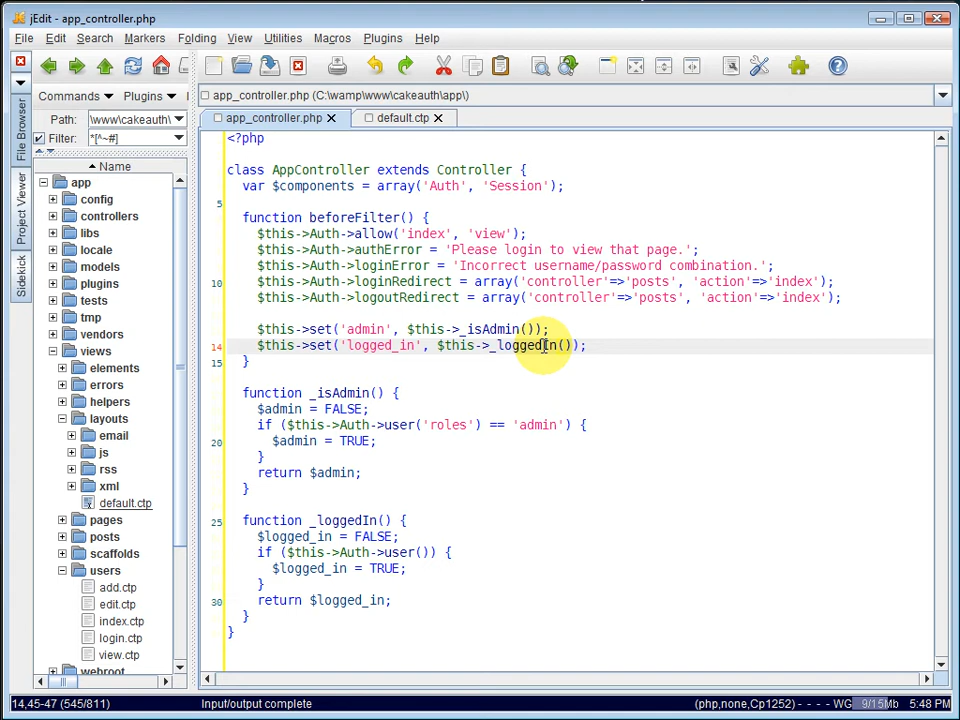 jEdit - app_controller.php
File Edit Search Markers Folding View Utilities Macros Plugins Help
Commands Plugins
app_controller.php (C:\wamp\www\cakeauth\app\)
Path: \www\cakeauth\
Filter: *[^~#]
app_controller.php default.ctp
File Browser
Project Viewer
Sidekick
Name
app
config
controllers
libs
locale
models
plugins
tests
tmp
vendors
views
elements
errors
helpers
layouts
email
js
rss
xml
default.ctp
pages
posts
scaffolds
users
add.ctp
edit.ctp
index.ctp
login.ctp
view.ctp
webroot
<?php
class AppController extends Controller {
var $components = array('Auth', 'Session');
5
function beforeFilter() {
$this->Auth->allow('index', 'view');
$this->Auth->authError = 'Please login to view that page.';
$this->Auth->loginError = 'Incorrect username/password combination.';
10 $this->Auth->loginRedirect = array('controller'=>'posts', 'action'=>'index');
$this->Auth->logoutRedirect = array('controller'=>'posts', 'action'=>'index');
$this->set('admin', $this->_isAdmin());
14 $this->set('logged_in', $this->_loggedIn());
15 }
function _isAdmin() {
$admin = FALSE;
if ($this->Auth->user('roles') == 'admin') {
20 $admin = TRUE;
}
return $admin;
}
25 function _loggedIn() {
$logged_in = FALSE;
if ($this->Auth->user()) {
$logged_in = TRUE;
}
30 return $logged_in;
}
}
14,45-47 (545/811) Input/output complete (php,none,Cp1252) - - - - WG 9/15Mb 5:48 PM